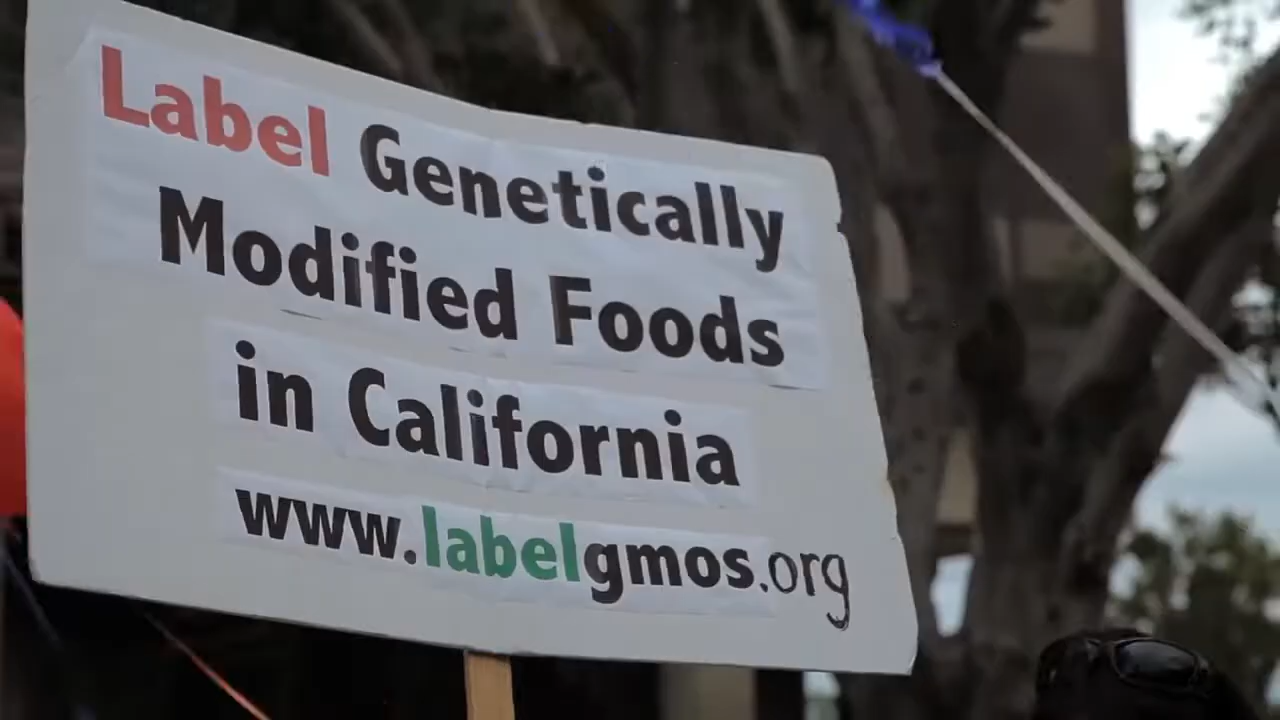 Label Genetically
Modified Foods
in California
www.labelgmos.org